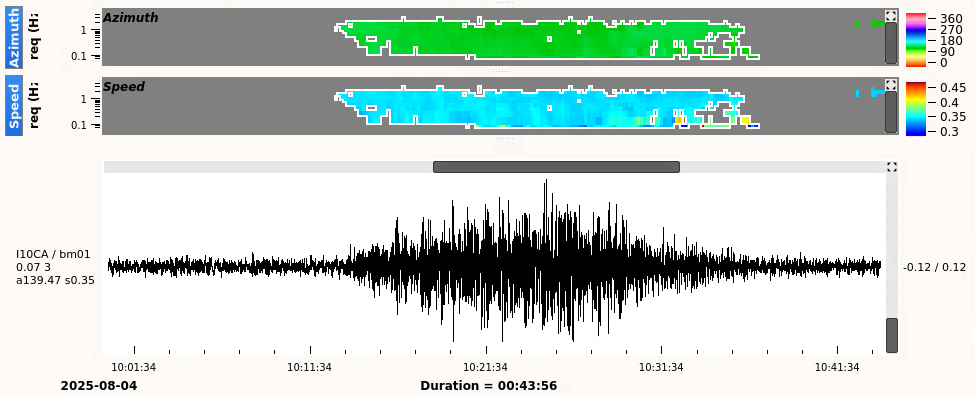 Azimuth
req (H:
1
0.1
Azimuth
360
270
180
90
0
Speed
req (H:
1
0.1
Speed
0.45
0.4
0.35
0.3
I10CA / bm01
0.07 3
a139.47 s0.35
-0.12 / 0.12
10:01:34 10:11:34 10:21:34 10:31:34 10:41:34
2025-08-04 Duration = 00:43:56